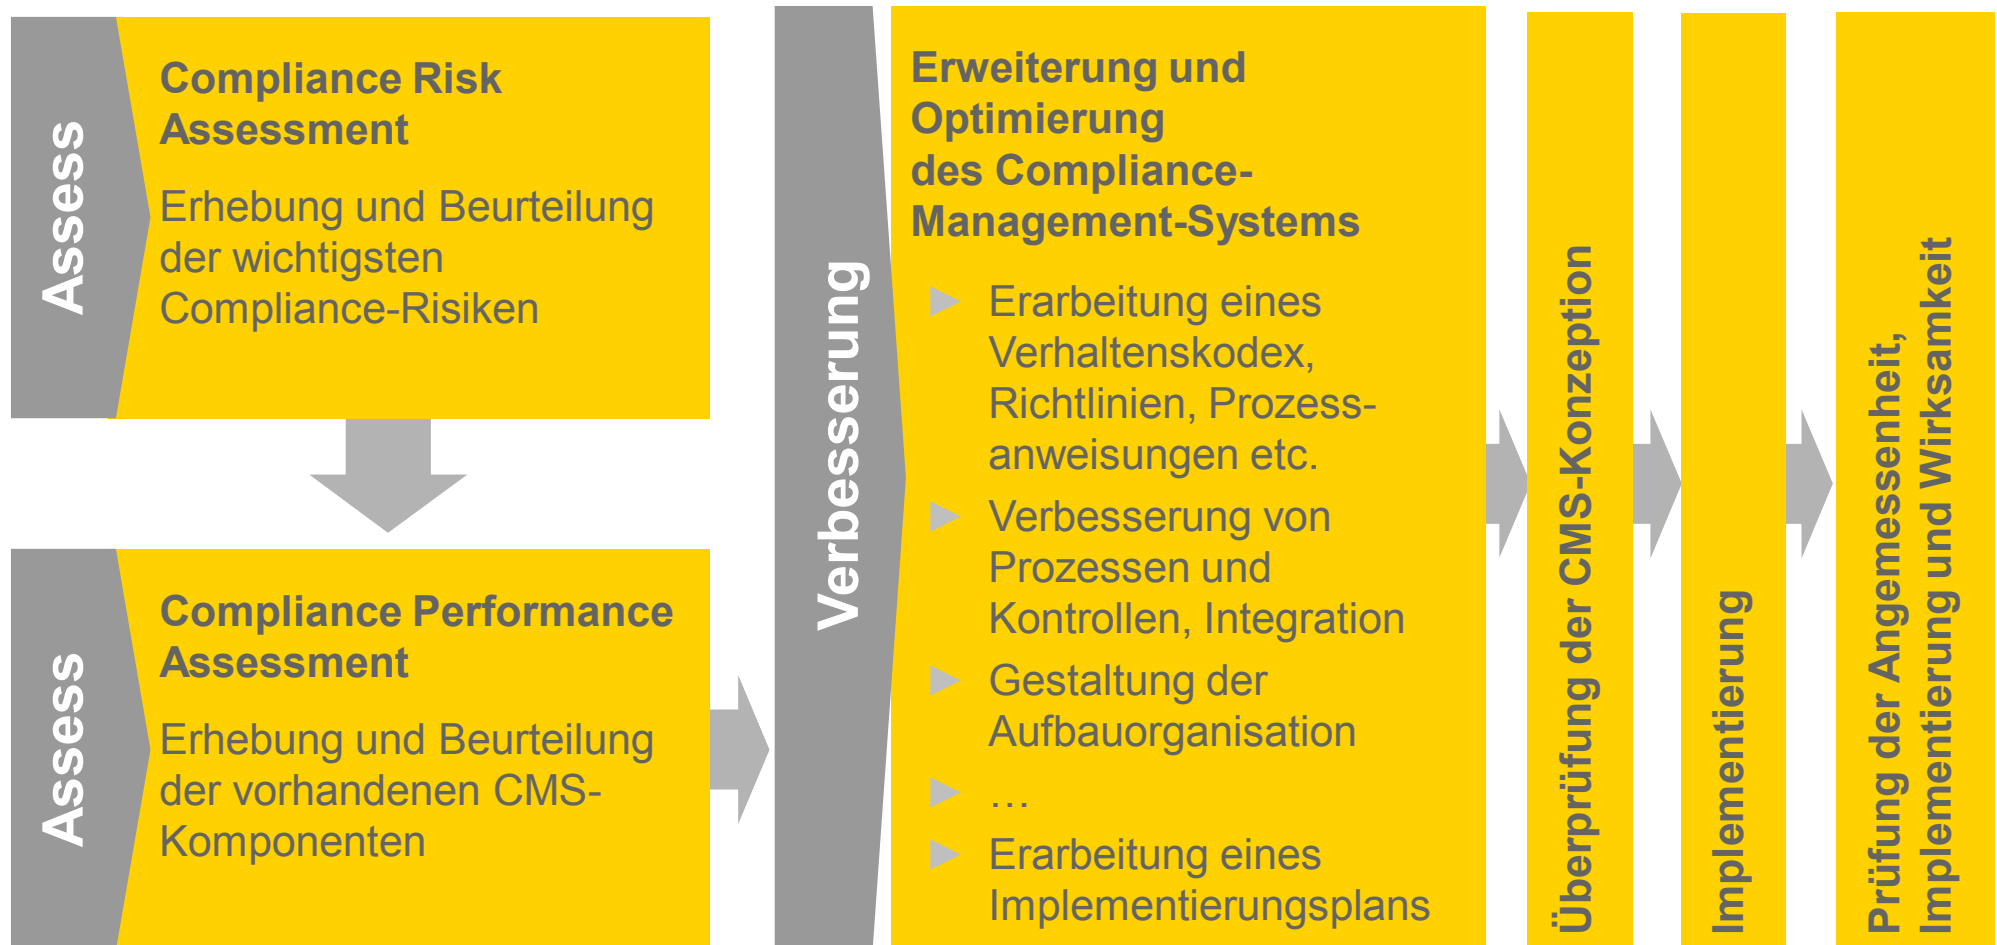 Assess
Compliance Risk
Assessment
Erhebung und Beurteilung
der wichtigsten
Compliance-Risiken
Assess
Compliance Performance
Assessment
Erhebung und Beurteilung
der vorhandenen CMS-
Komponenten
Verbesserung
Erweiterung und
Optimierung
des Compliance-
Management-Systems
Erarbeitung eines
Verhaltenskodex,
Richtlinien, Prozess-
anweisungen etc.
Verbesserung von
Prozessen und
Kontrollen, Integration
Gestaltung der
Aufbauorganisation
…
Erarbeitung eines
Implementierungsplans
Überprüfung der CMS-Konzeption
Implementierung
Prüfung der Angemessenheit,
Implementierung und Wirksamkeit